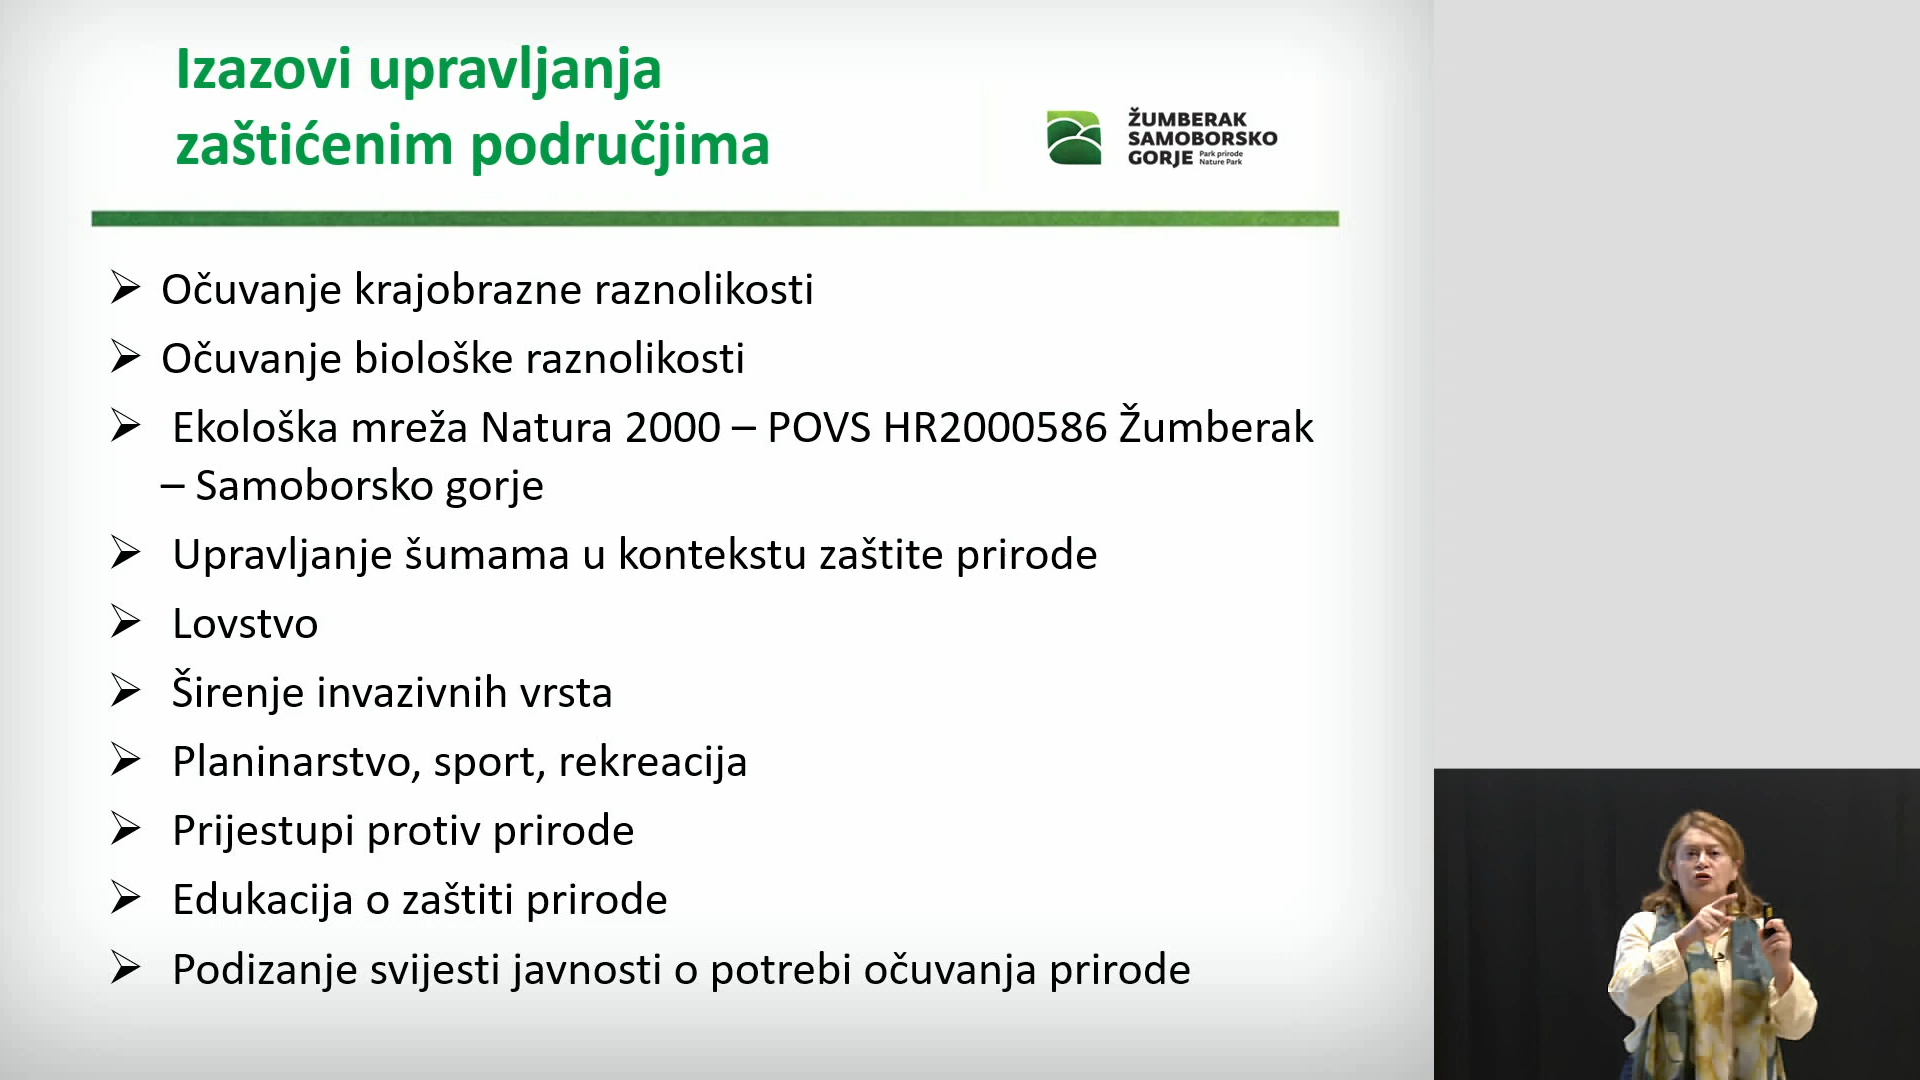 Izazovi upravljanja
zaštićenim područjima
ŽUMBERAK
SAMOBORSKO
GORJE Park prirode
Nature Park
➢ Očuvanje krajobrazne raznolikosti
➢ Očuvanje biološke raznolikosti
➢ Ekološka mreža Natura 2000 – POVS HR2000586 Žumberak
– Samoborsko gorje
➢ Upravljanje šumama u kontekstu zaštite prirode
➢ Lovstvo
➢ Širenje invazivnih vrsta
➢ Planinarstvo, sport, rekreacija
➢ Prijestupi protiv prirode
➢ Edukacija o zaštiti prirode
➢ Podizanje svijesti javnosti o potrebi očuvanja prirode